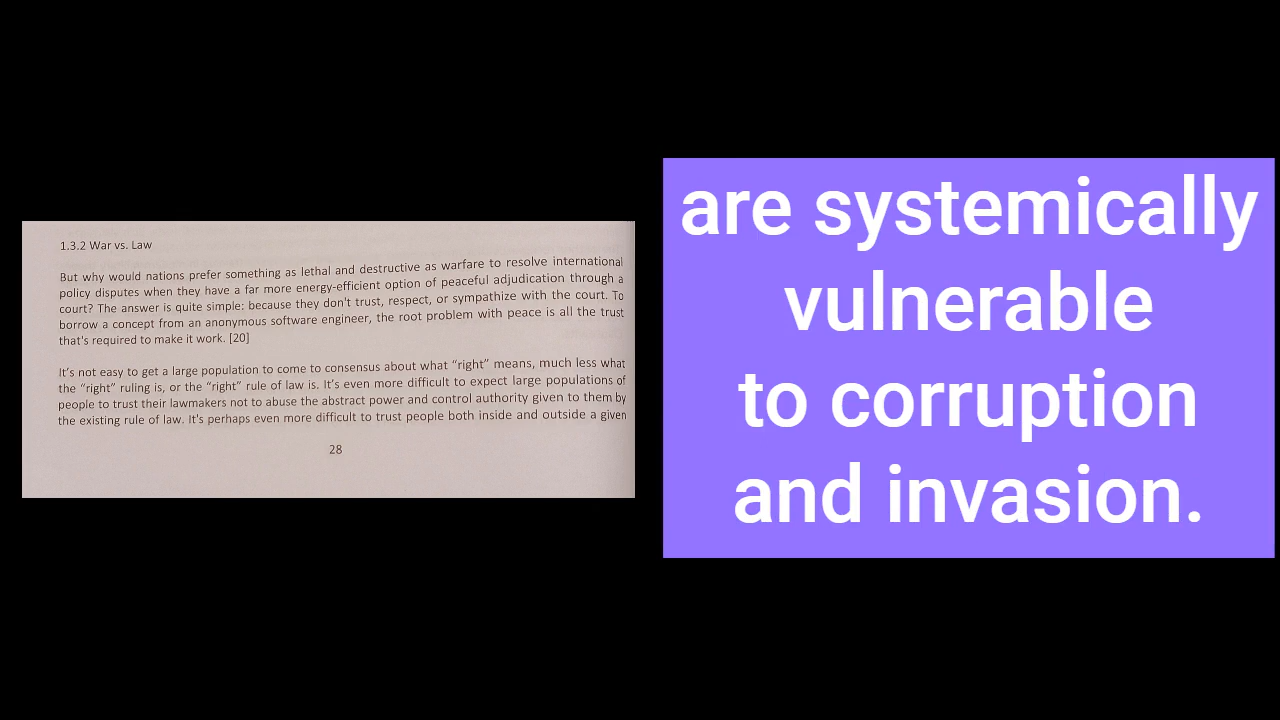 1.3.2 War vs. Law
But why would nations prefer something as lethal and destructive as warfare to resolve international
policy disputes when they have a far more energy-efficient option of peaceful adjudication through a
court? The answer is quite simple: because they don't trust, respect, or sympathize with the court. To
borrow a concept from an anonymous software engineer, the root problem with peace is all the trust
that's required to make it work. [20]
It's not easy to get a large population to come to consensus about what “right” means, much less what
the “right” ruling is, or the “right” rule of law is. It's even more difficult to expect large populations of
people to trust their lawmakers not to abuse the abstract power and control authority given to them by
the existing rule of law. It's perhaps even more difficult to trust people both inside and outside a given
28
are systemically
vulnerable
to corruption
and invasion.